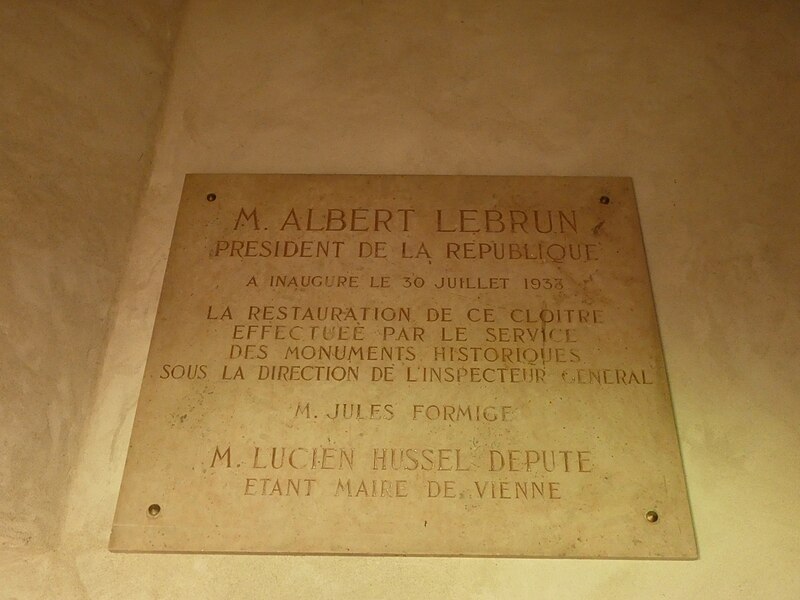 M. ALBERT LEBRUN
PRESIDENT DE LA REPUBLIQUE
A INAUGURE LE 30 JUILLET 1933
LA RESTAURATION DE CE CLOITRE
EFFECTUEE PAR LE SERVICE
DES MONUMENTS HISTORIQUES
SOUS LA DIRECTION DE L'INSPECTEUR GENERAL
M. JULES FORMIGE
M. LUCIEN HUSSEL DEPUTE
ETANT MAIRE DE VIENNE